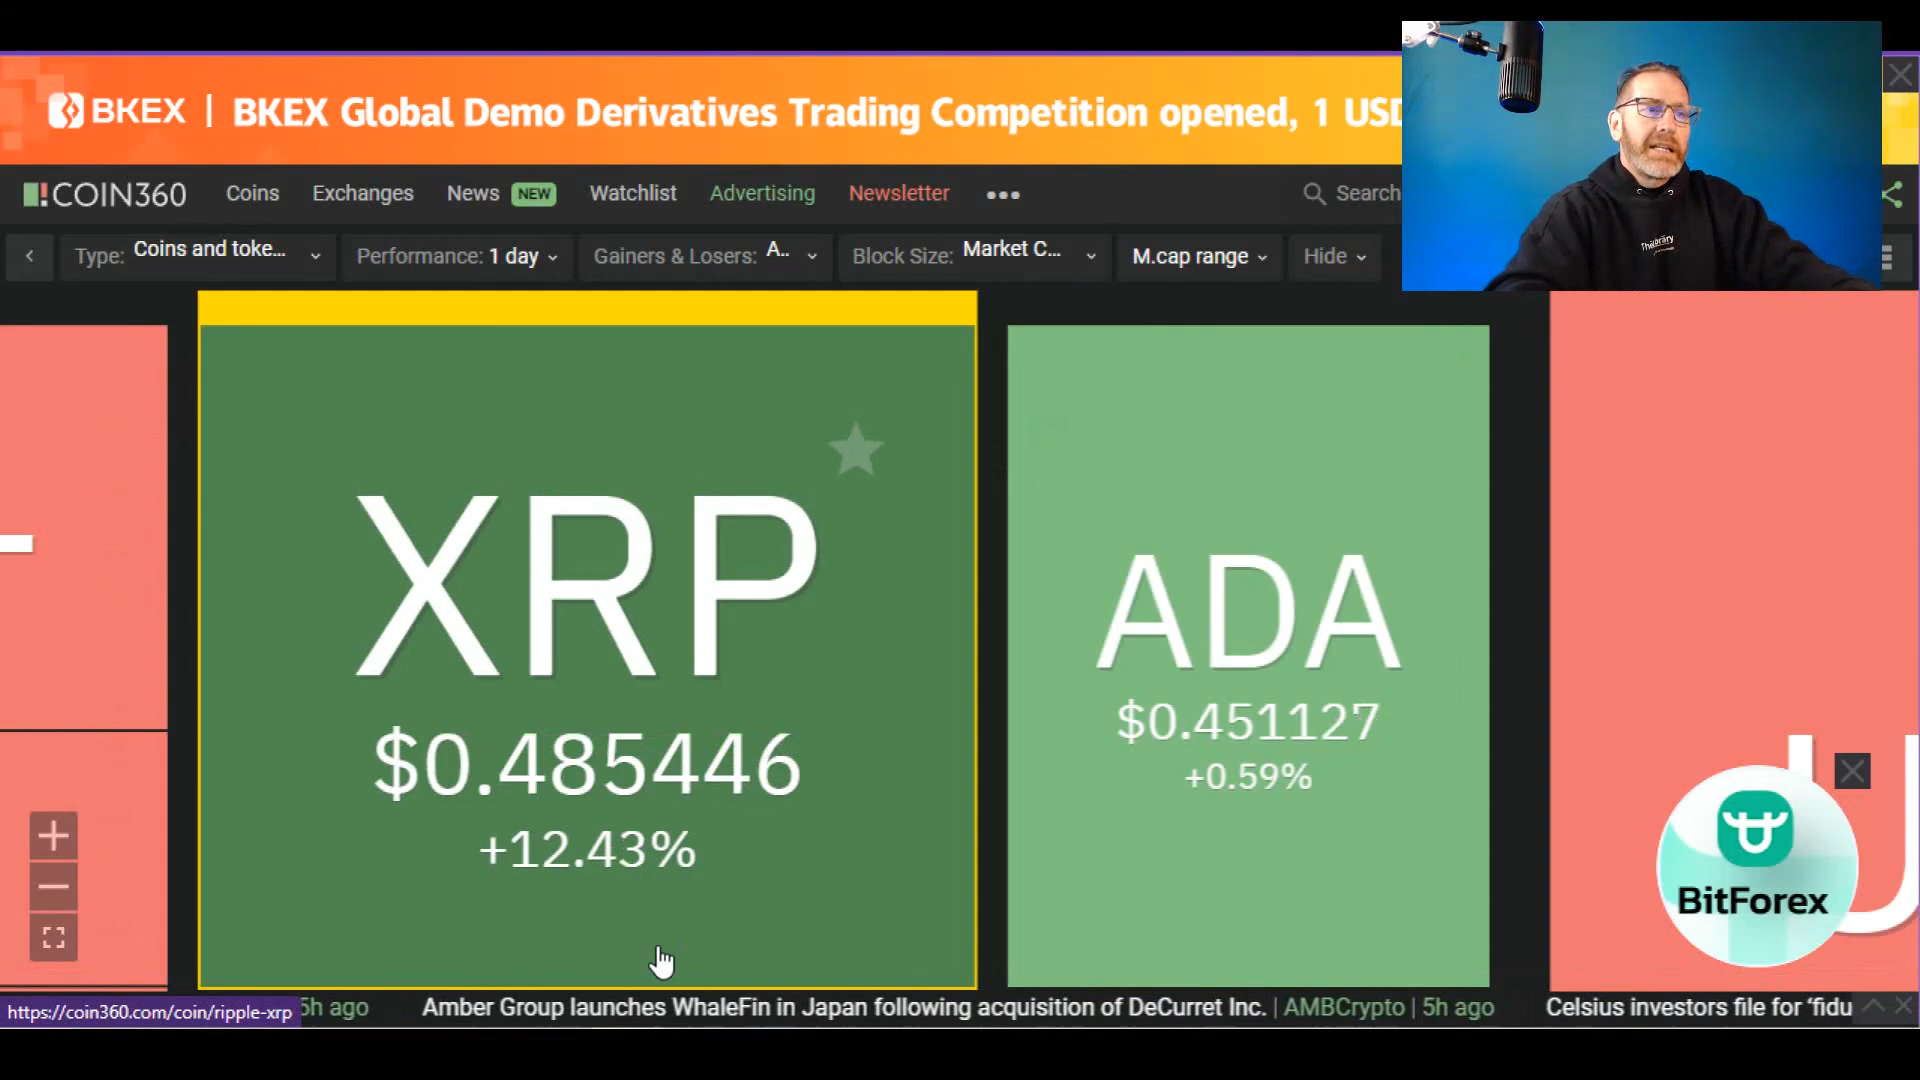 BKEX | BKEX Global Demo Derivatives Trading Competition opened, 1 USD
COIN360 Coins Exchanges News NEW Watchlist Advertising Newsletter ••• Search
Type: Coins and toke... Performance: 1 day Gainers & Losers: A.. Block Size: Market C... M.cap range Hide
XRP
$0.485446
+12.43%
ADA
$0.451127
+0.59%
BitForex
https://coin360.com/coin/ripple-xrp 5h ago Amber Group launches WhaleFin in Japan following acquisition of DeCurret Inc. | AMBCrypto | 5h ago Celsius investors file for ‘fidu